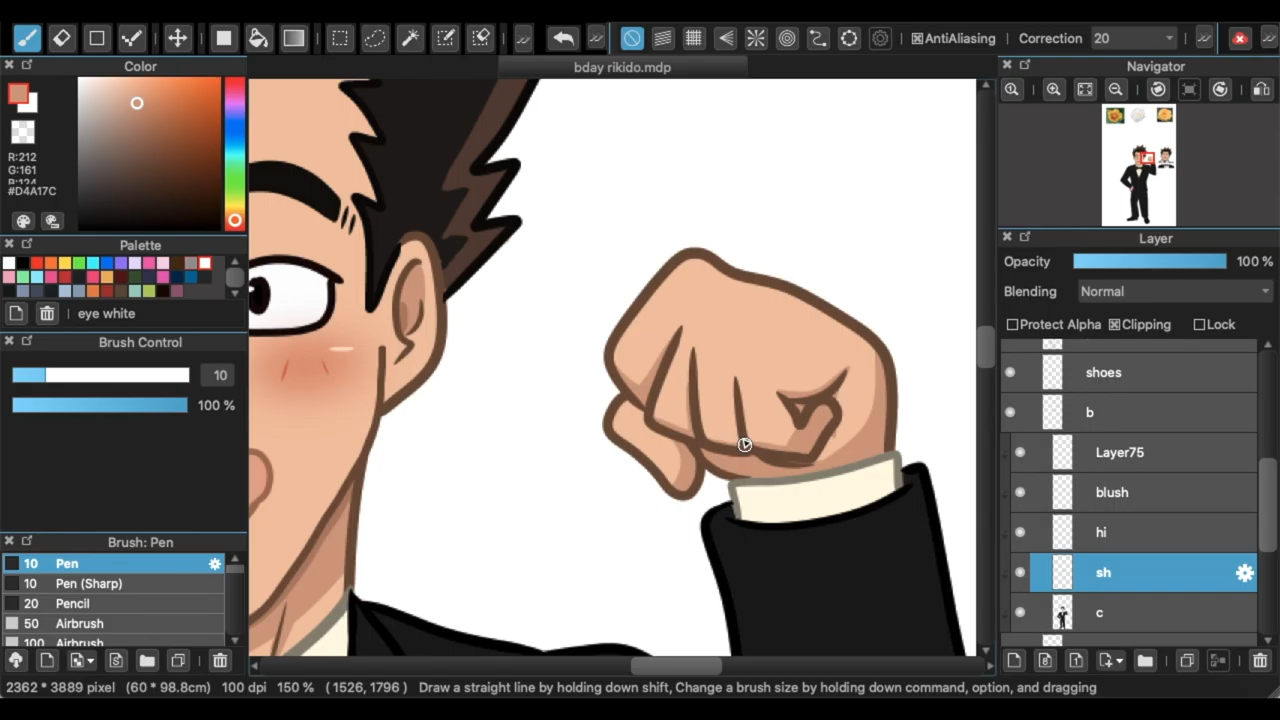 AntiAliasing Correction 20
Color
bday rikido.mdp
Navigator
R:212
G:161
B:124
#D4A17C
Palette
eye white
Layer
Opacity 100 %
Blending Normal
Protect Alpha Clipping Lock
Brush Control
10
100 %
shoes
b
Layer75
blush
hi
sh
c
Brush: Pen
10 Pen
10 Pen (Sharp)
20 Pencil
50 Airbrush
100 Airbrush
2362 * 3889 pixel (60 * 98.8cm) 100 dpi 150 % ( 1526, 1796 ) Draw a straight line by holding down shift, Change a brush size by holding down command, option, and dragging